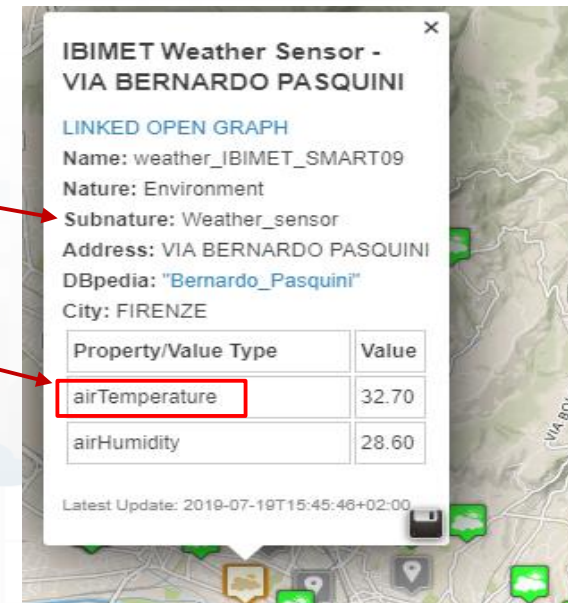 ×
IBIMET Weather Sensor -
VIA BERNARDO PASQUINI
LINKED OPEN GRAPH
Name: weather_IBIMET_SMART09
Nature: Environment
Subnature: Weather_sensor
Address: VIA BERNARDO PASQUINI
DBpedia: "Bernardo_Pasquini"
City: FIRENZE
Property/Value Type Value
airTemperature 32.70
airHumidity 28.60
Latest Update: 2019-07-19T15:45:46+02:00